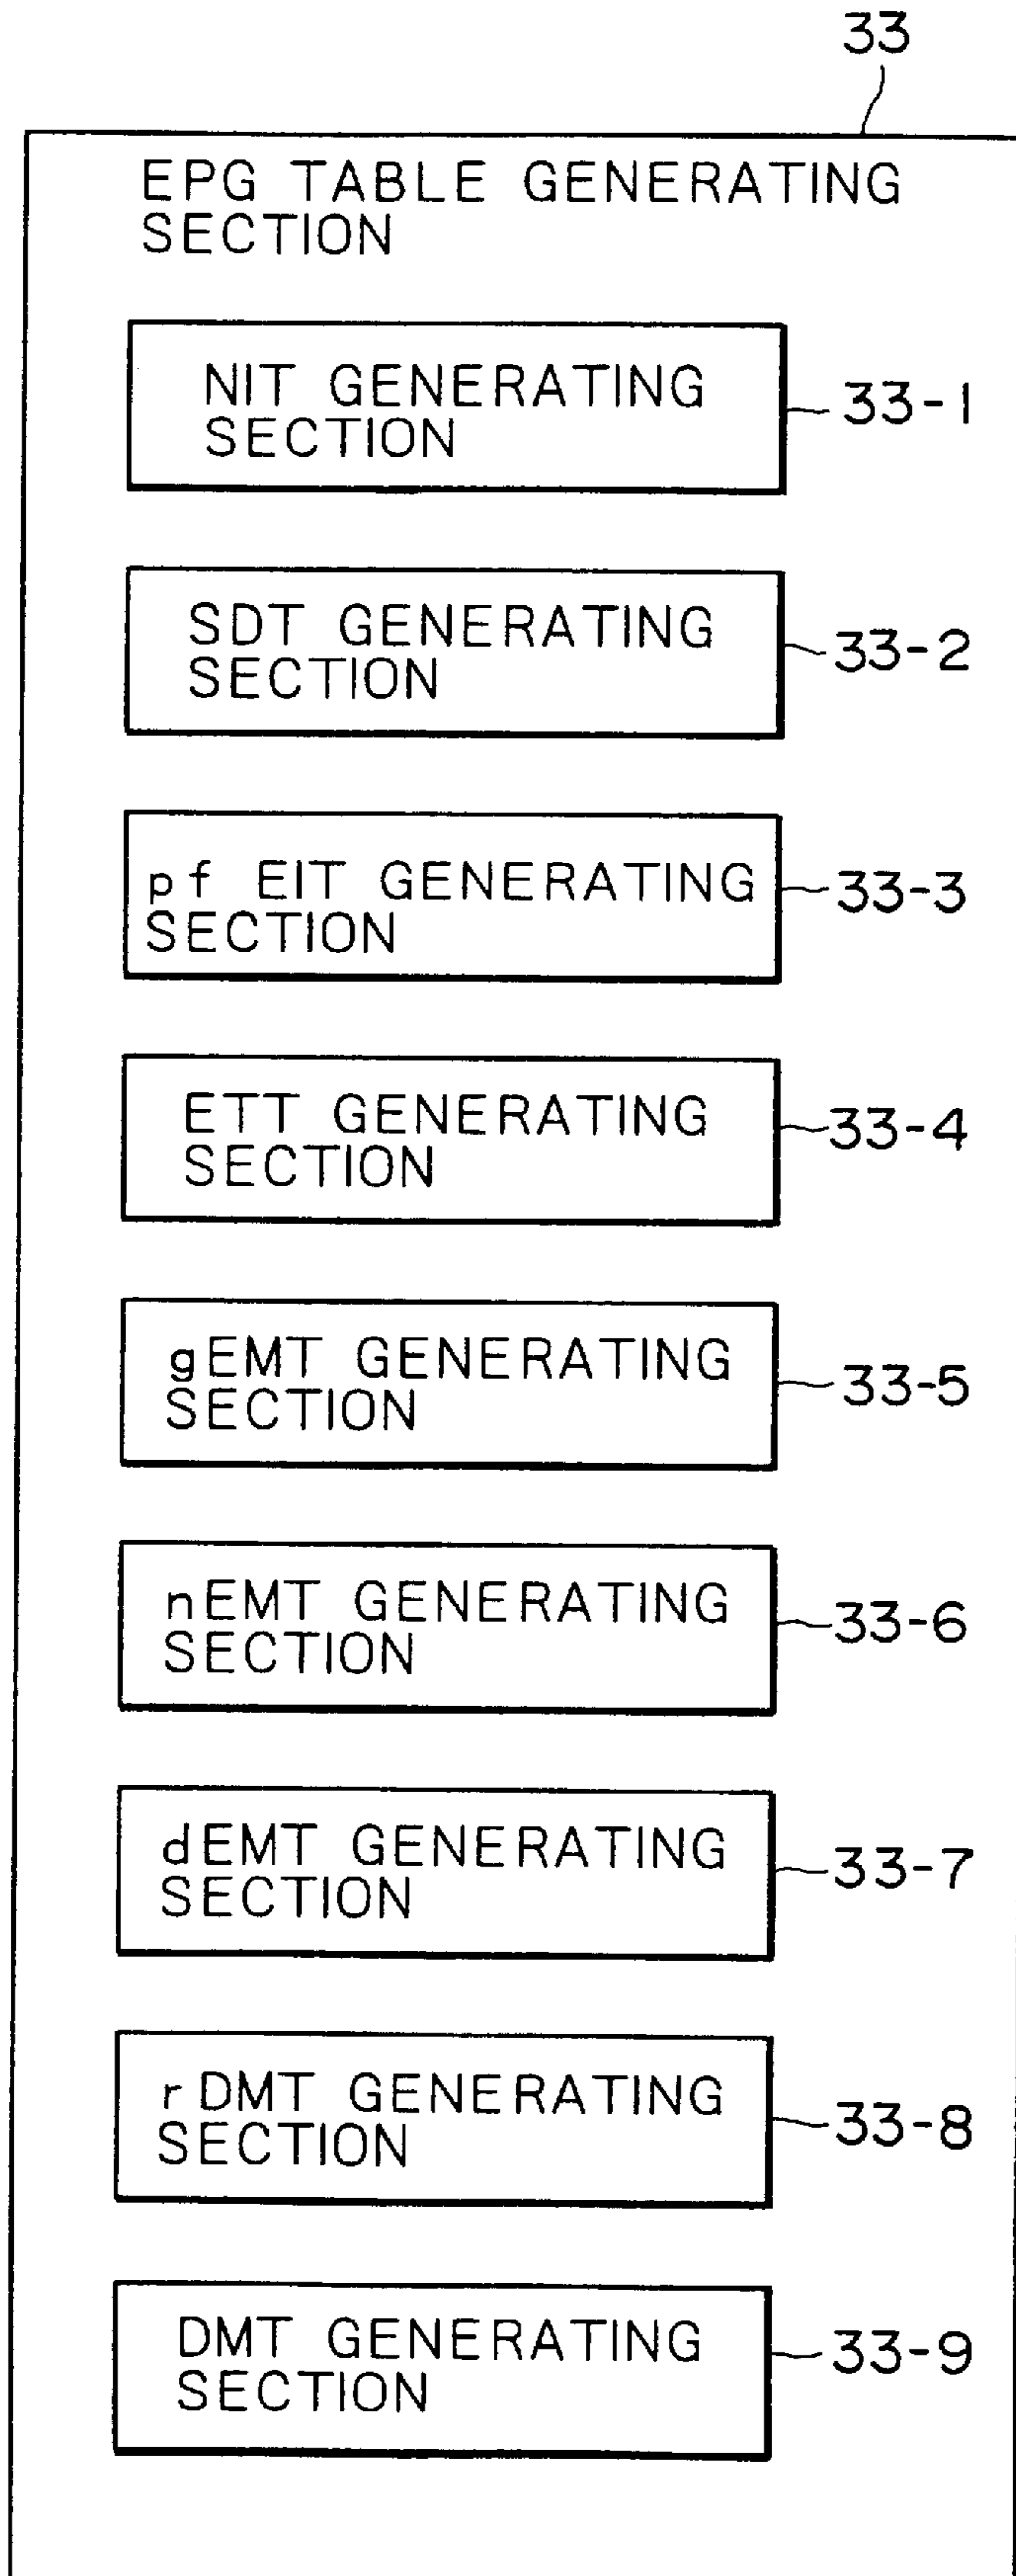 33
EPG TABLE GENERATING
SECTION
NIT GENERATING
SECTION
33-1
SDT GENERATING
SECTION
33-2
pf EIT GENERATING
SECTION
33-3
ETT GENERATING
SECTION
33-4
gEMT GENERATING
SECTION
33-5
nEMT GENERATING
SECTION
33-6
dEMT GENERATING
SECTION
33-7
rDMT GENERATING
SECTION
33-8
DMT GENERATING
SECTION
33-9